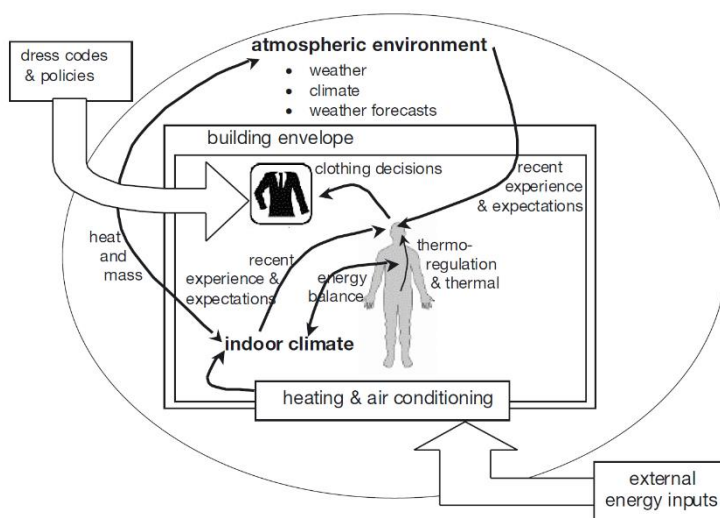 dress codes
& policies
atmospheric environment
• weather
• climate
• weather forecasts
building envelope
clothing decisions
recent
experience
& expectations
heat
and
mass
recent
experience &
expectations
energy
balance
thermo-
regulation
& thermal
indoor climate
heating & air conditioning
external
energy inputs